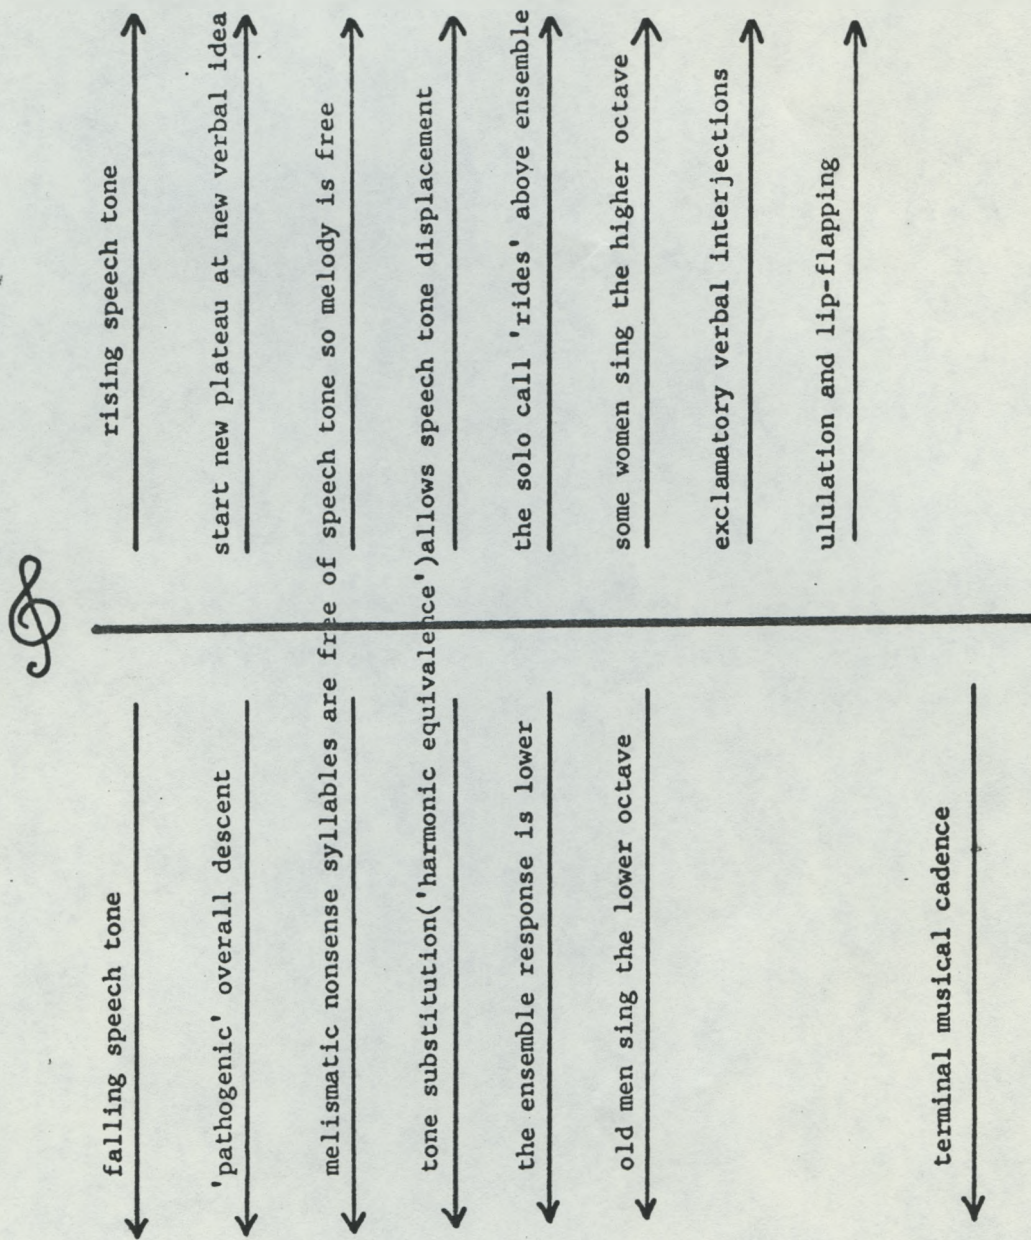 falling speech tone
rising speech tone
'pathogenic' overall descent
start new plateau at new verbal idea
melismatic nonsense syllables are free of speech tone so melody is free
tone substitution('harmonic equivalence')allows speech tone displacement
the ensemble response is lower
the solo call 'rides' above ensemble
old men sing the lower octave
some women sing the higher octave
exclamatory verbal interjections
ululation and lip-flapping
terminal musical cadence